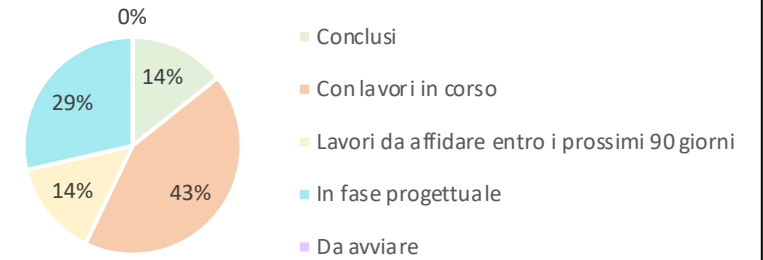 0%
14%
29%
14%
43%
Conclusi
Con lavori in corso
Lavori da affidare entro i prossimi 90 giorni
In fase progettuale
Da avviare